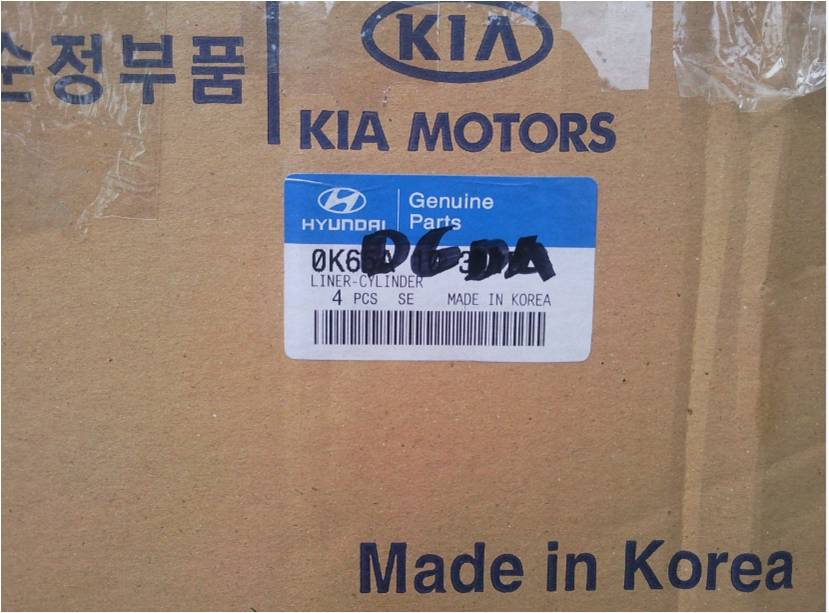 순정부품
KIA
KIA MOTORS
HYUNDAI
Genuine
Parts
LINER-CYLINDER
4 PCS SE MADE IN KOREA
Made in Korea